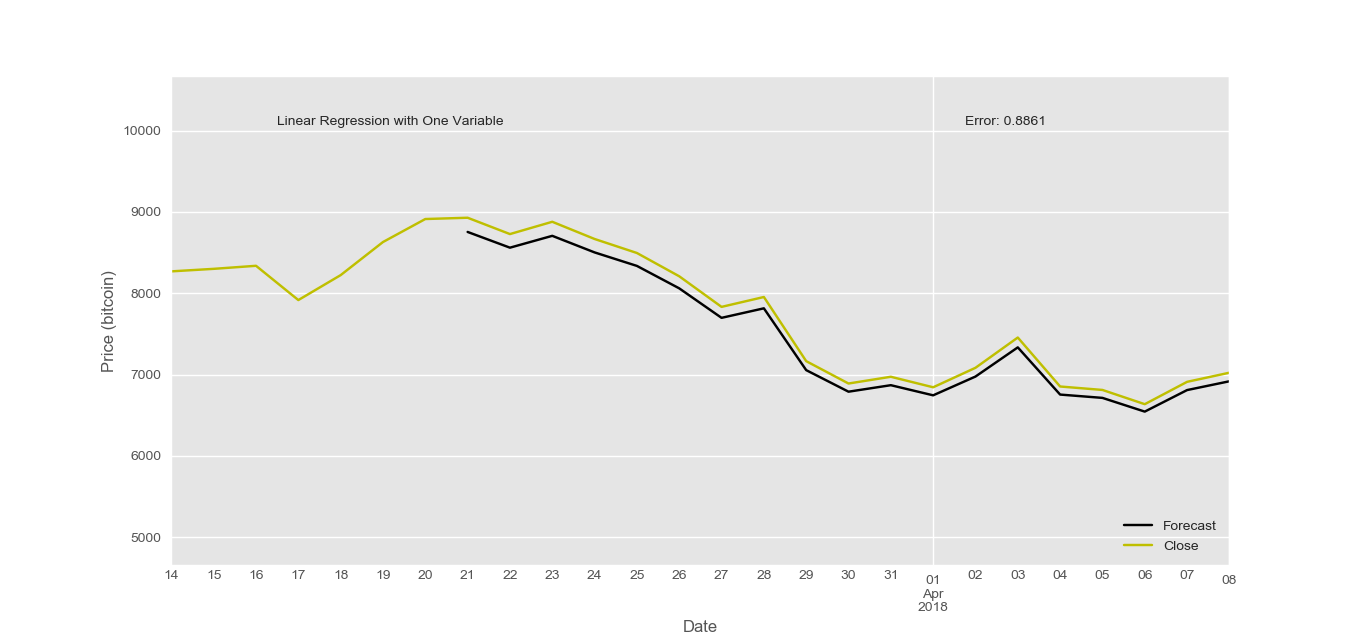 Linear Regression with One Variable
Error: 0.8861
10000
9000
8000
7000
6000
5000
Price (bitcoin)
Forecast
Close
14 15 16 17 18 19 20 21 22 23 24 25 26 27 28 29 30 31 01 02 03 04 05 06 07 08
Apr
2018
Date